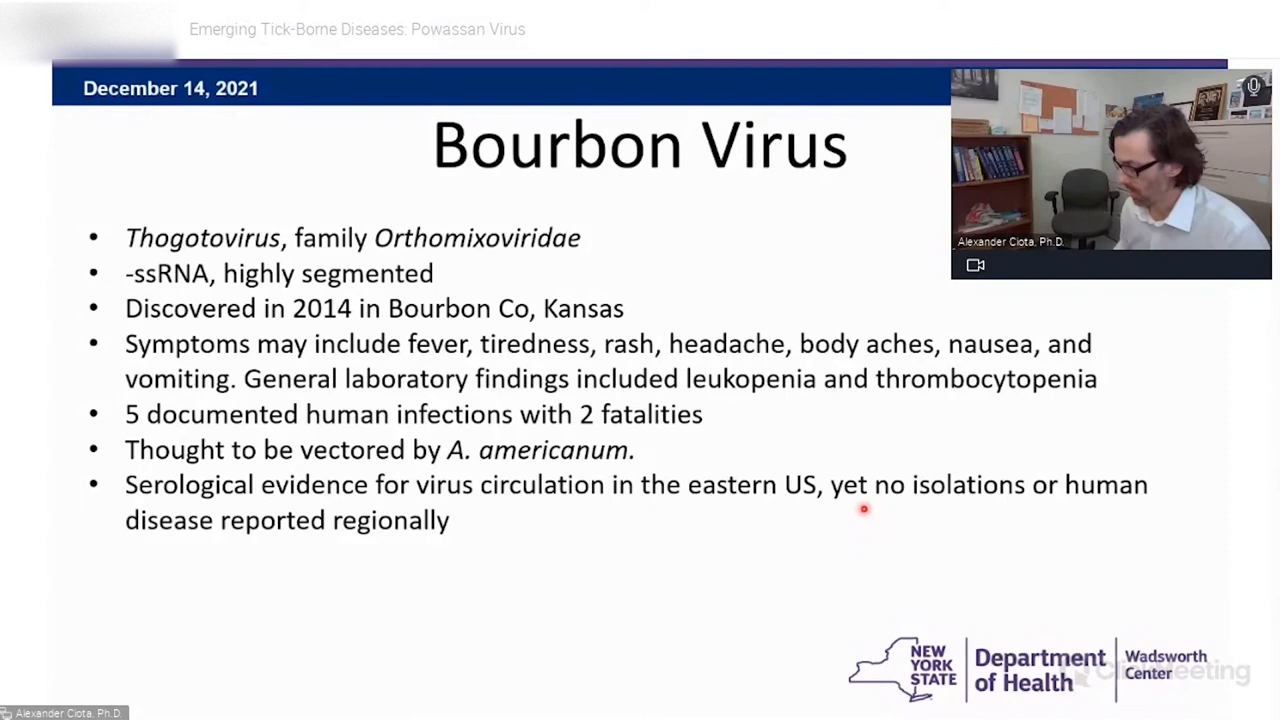 Emerging Tick-Borne Diseases: Powassan Virus
December 14, 2021
Bourbon Virus
Alexander Ciota, Ph.D.
• Thogotovirus, family Orthomixoviridae
• -ssRNA, highly segmented
• Discovered in 2014 in Bourbon Co, Kansas
• Symptoms may include fever, tiredness, rash, headache, body aches, nausea, and
vomiting. General laboratory findings included leukopenia and thrombocytopenia
• 5 documented human infections with 2 fatalities
• Thought to be vectored by A. americanum.
• Serological evidence for virus circulation in the eastern US, yet no isolations or human
disease reported regionally
NEW
YORK
STATE
Department
of Health
Wadsworth
Center
ClickMeeting
Alexander Ciota, Ph.D.